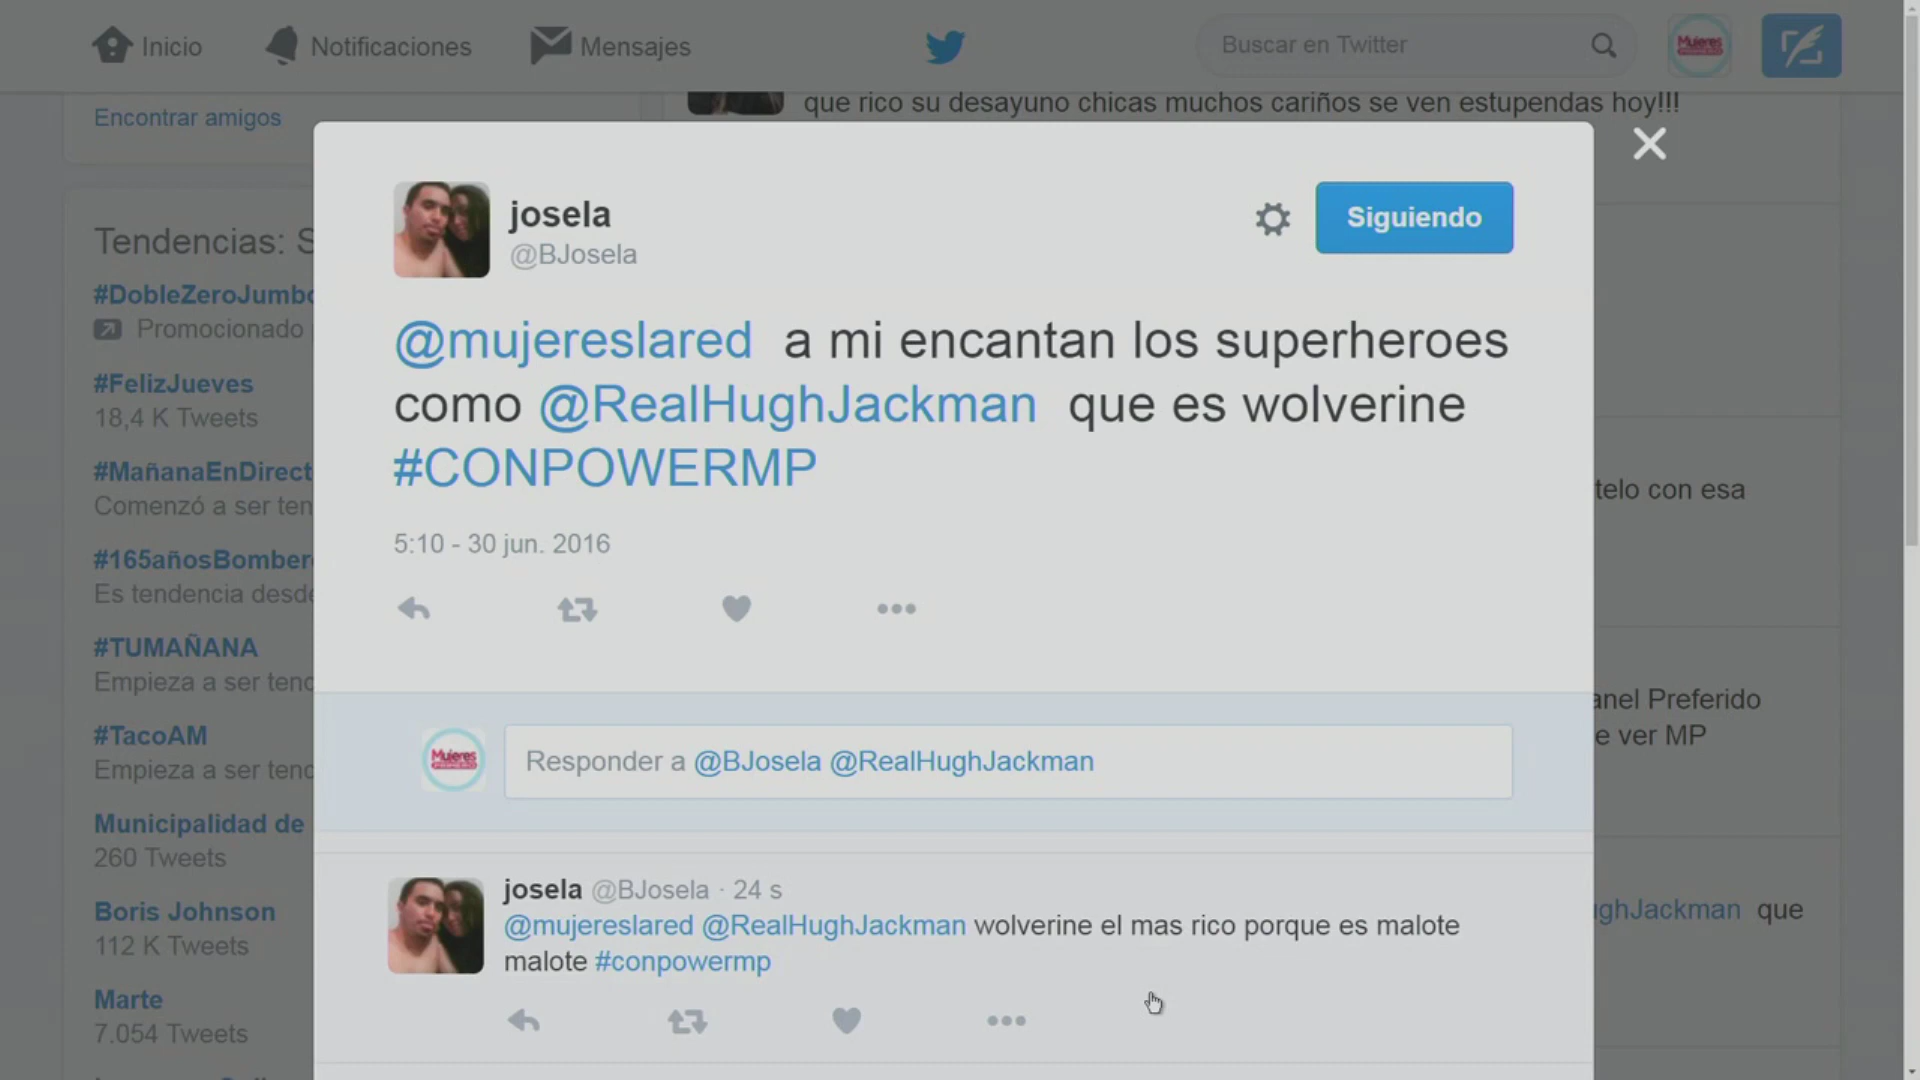 Inicio
Notificaciones
Mensajes
Buscar en Twitter
Mujeres
que rico su desayuno chicas muchos cariños se ven estupendas hoy!!!
Encontrar amigos
Tendencias: S
#DobleZeroJumbo
Promocionado
#FelizJueves
18,4 K Tweets
#MañanaEnDirect
Comenzó a ser ten
#165añosBombero
Es tendencia desde
#TUMAÑANA
Empieza a ser tend
#TacoAM
Empieza a ser tend
Municipalidad de
260 Tweets
Boris Johnson
112 K Tweets
Marte
7.054 Tweets
josela
@BJosela
Siguiendo
@mujereslared a mi encantan los superheroes
como @RealHughJackman que es wolverine
#CONPOWERMP
5:10 - 30 jun. 2016
Mujeres
Responder a @BJosela @RealHughJackman
josela @BJosela · 24 s
@mujereslared @RealHughJackman wolverine el mas rico porque es malote
malote #conpowermp
telo con esa
anel Preferido
e ver MP
ghJackman que